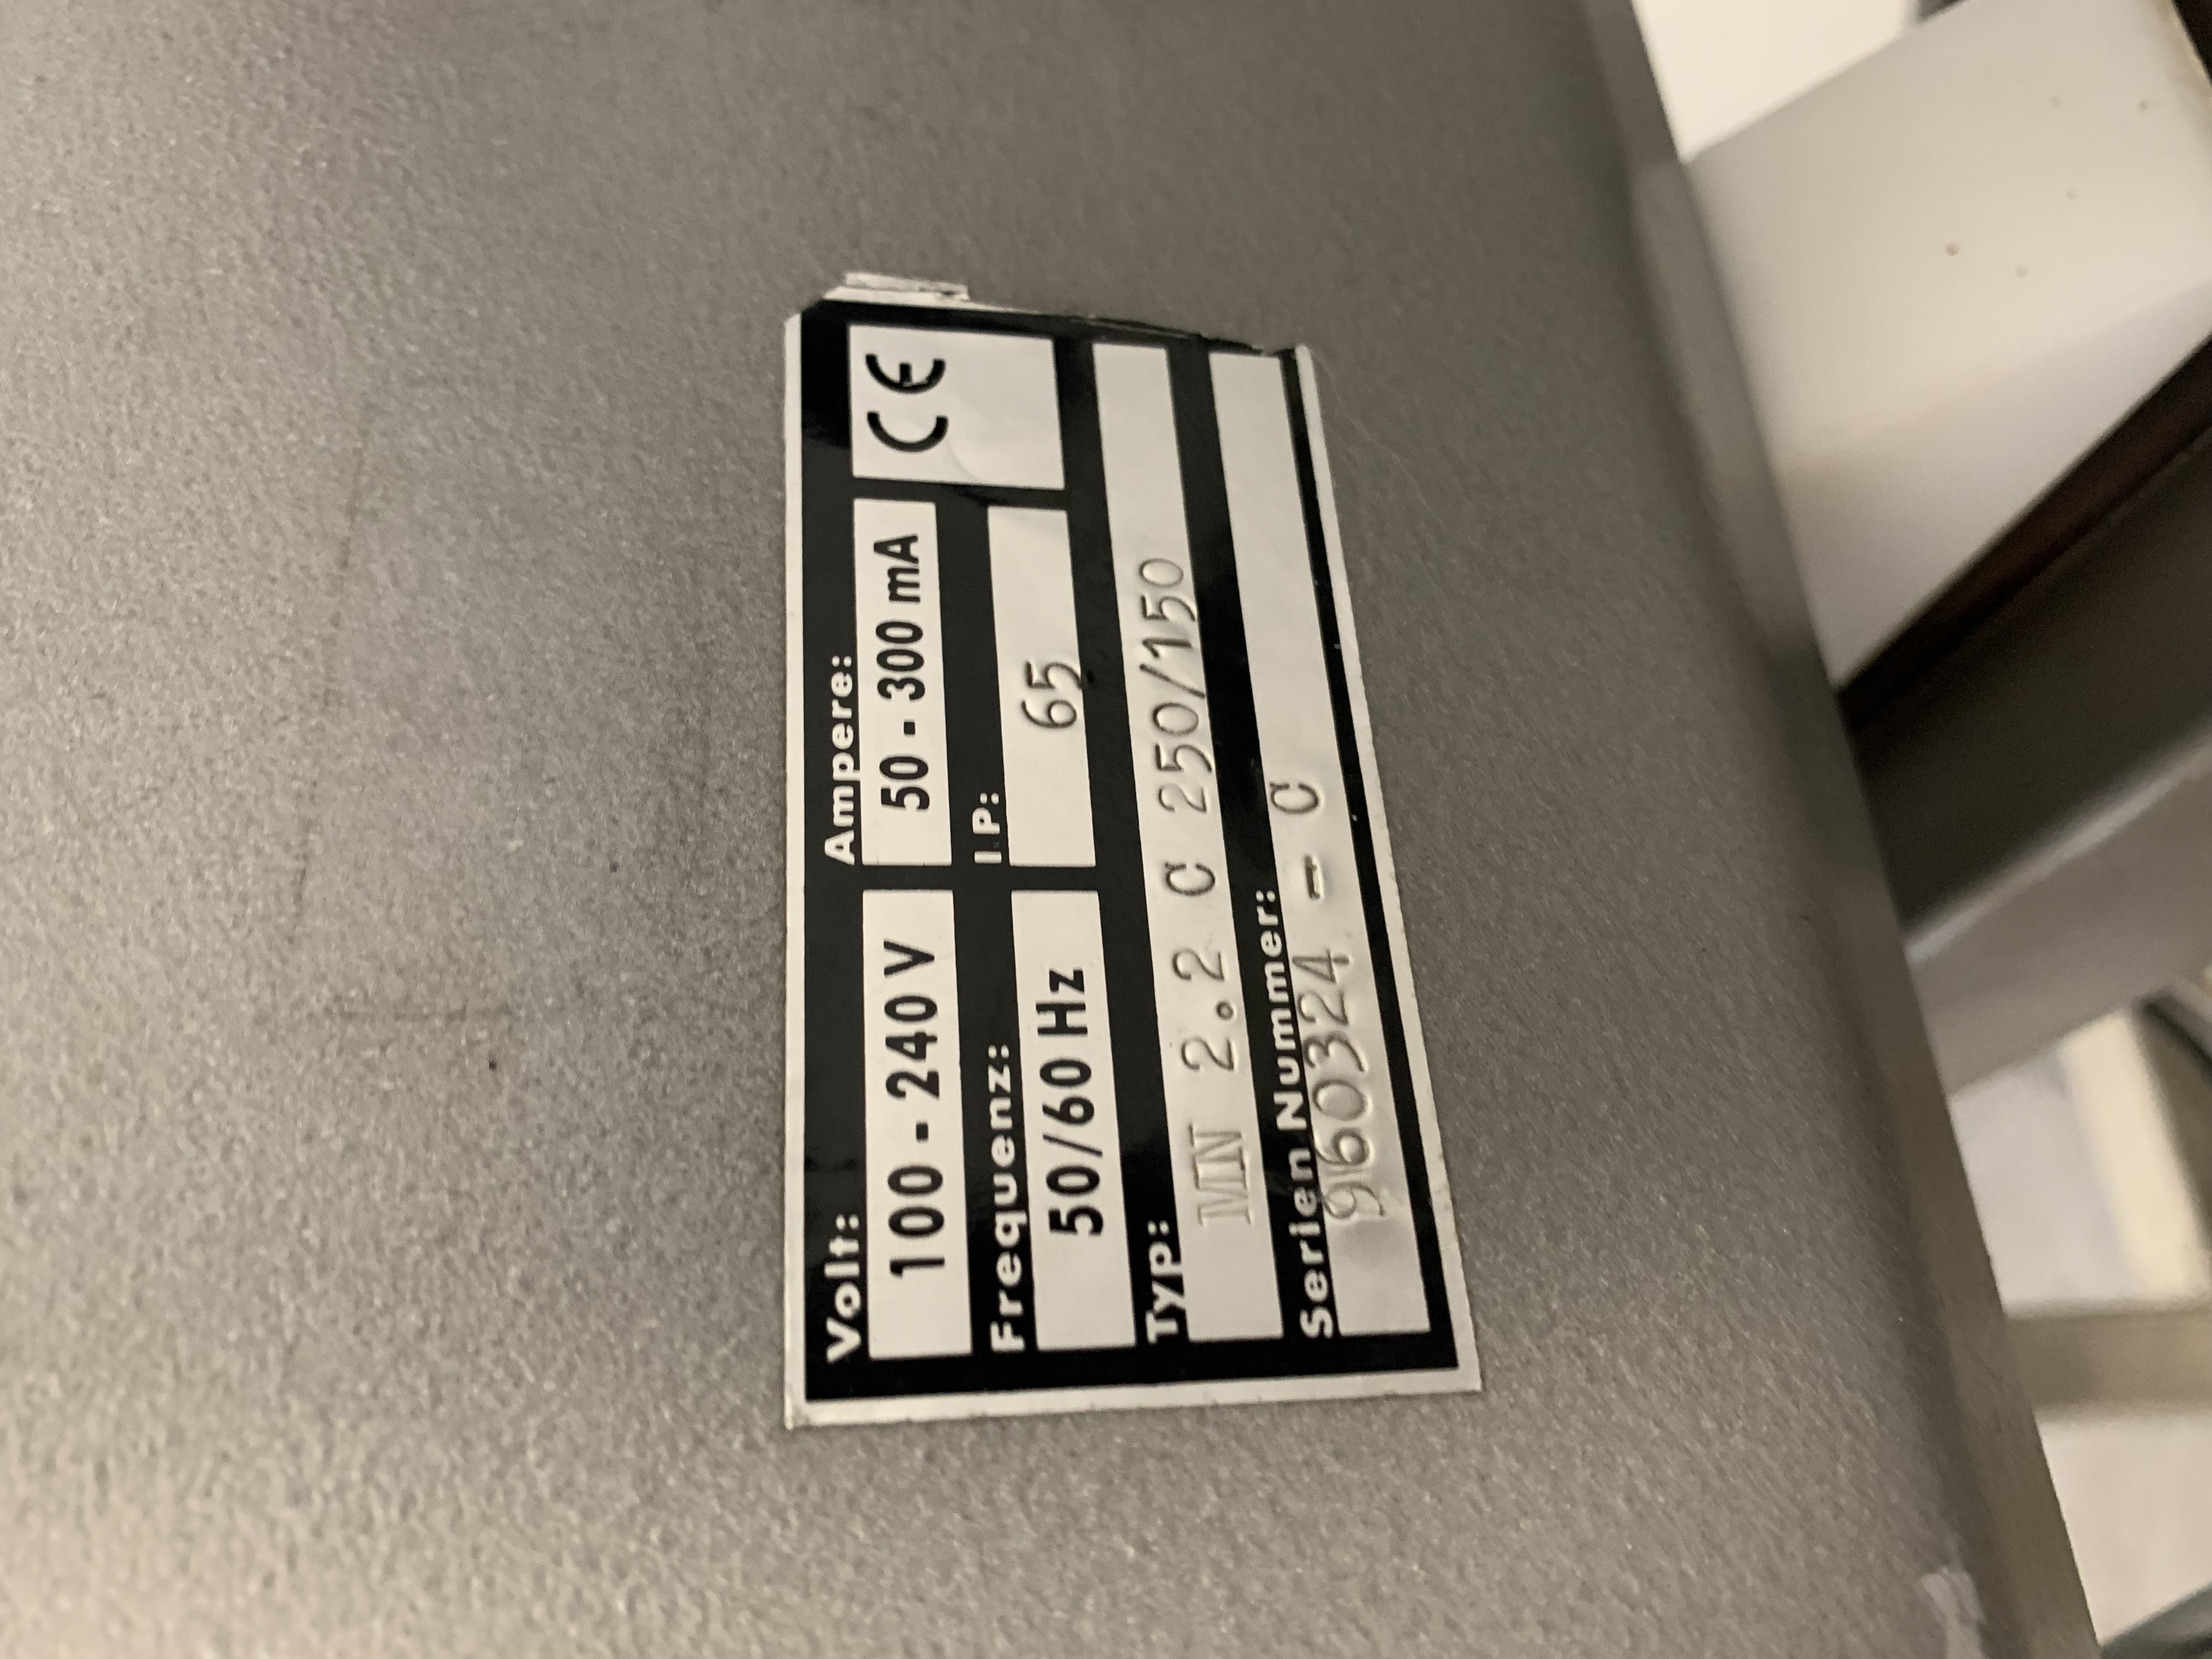 Volt: Ampere:
100 - 240 V 50 - 300 mA CE
Frequenz: I P:
50/60 Hz 65
Typ:
MN 2.2 C 250/150
Serien Nummer:
960324 - C